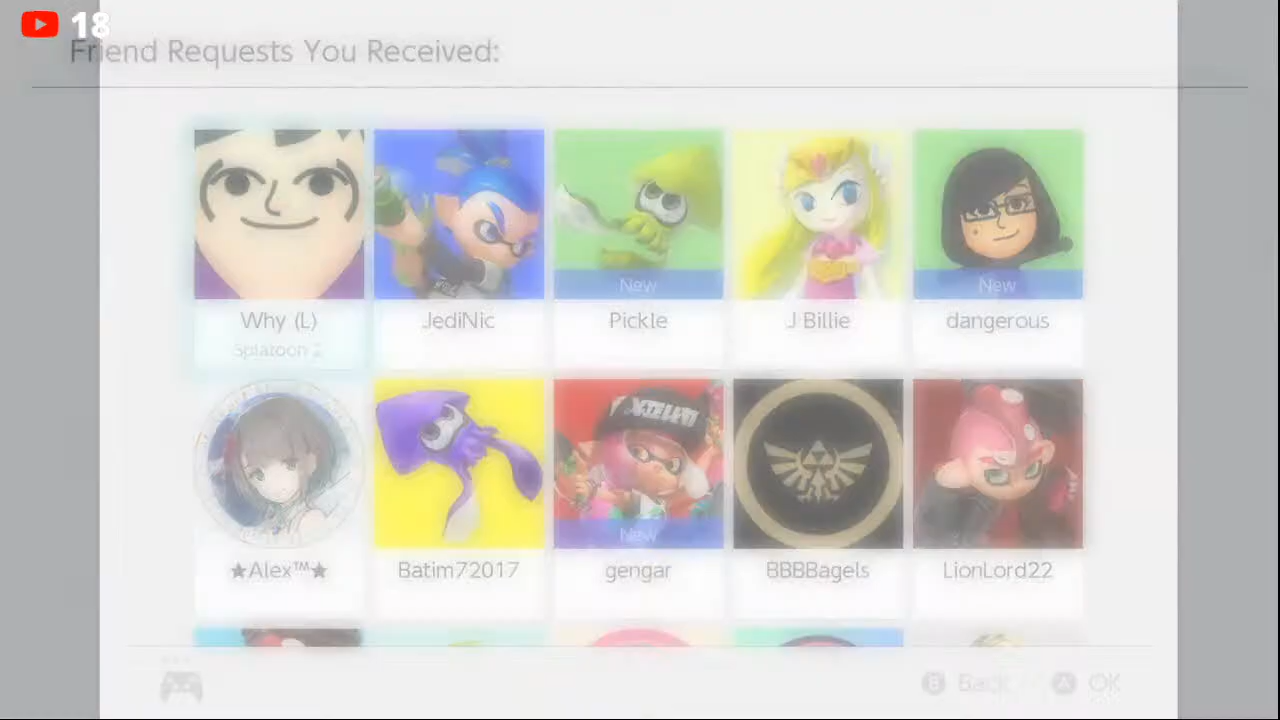 18
Friend Requests You Received:
New
New
Why (L)
JediNic
Pickle
J Billie
dangerous
Splatoon 2
New
★Alex™★
Batim72017
gengar
BBBBagels
LionLord22
B Back
A OK